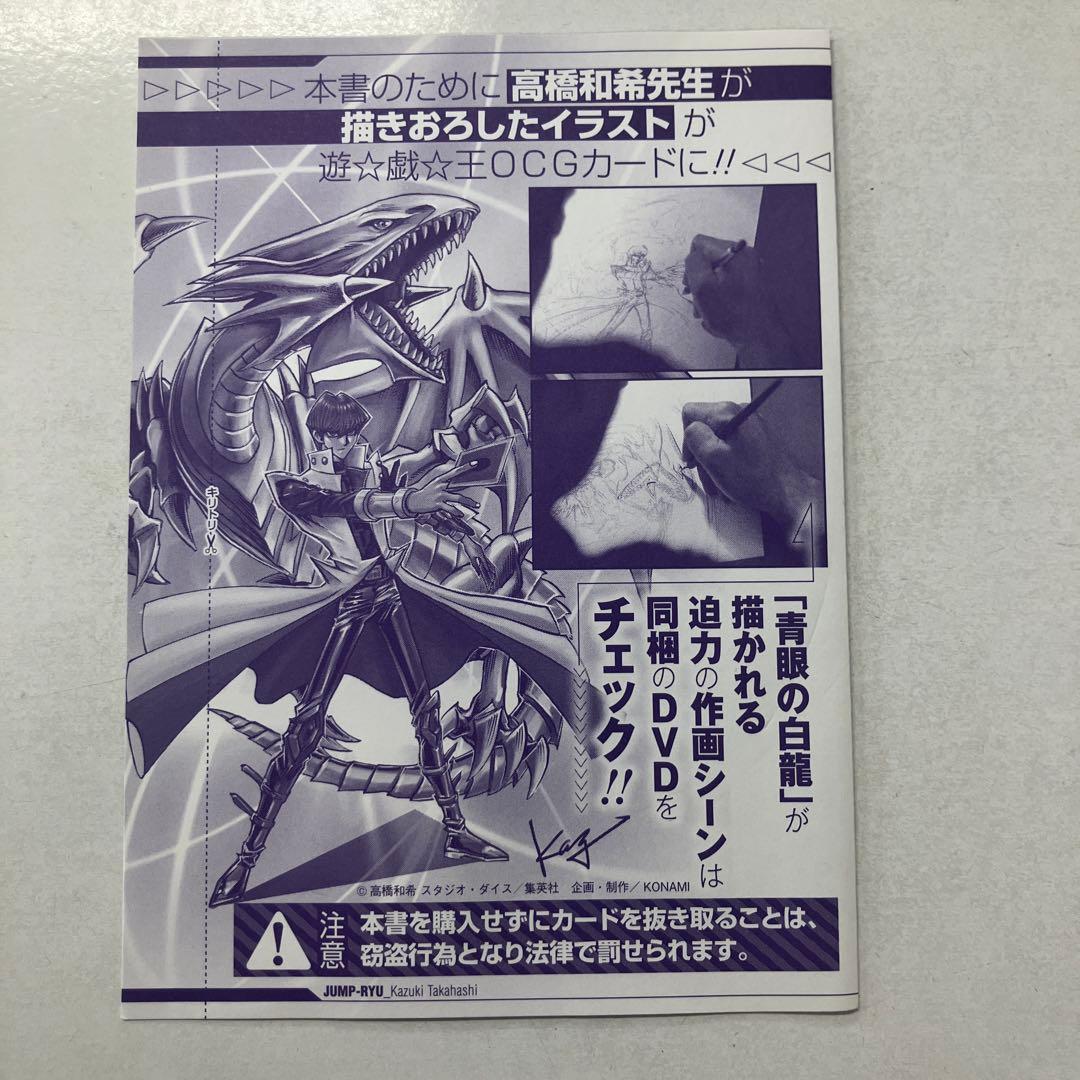 ▷▷▷▷▷本書のために高橋和希先生が
描きおろしたイラストが
遊☆戯☆王OCGカードに!!◁◁◁
キリトリ
「青眼の白龍」が
描かれる
迫力の作画シーンは
同梱のDVDを
チェック!!
Kaz
©高橋和希 スタジオ・ダイス／集英社 企画・制作／KONAMI
注意
本書を購入せずにカードを抜き取ることは、
窃盗行為となり法律で罰せられます。
JUMP-RYU_Kazuki Takahashi